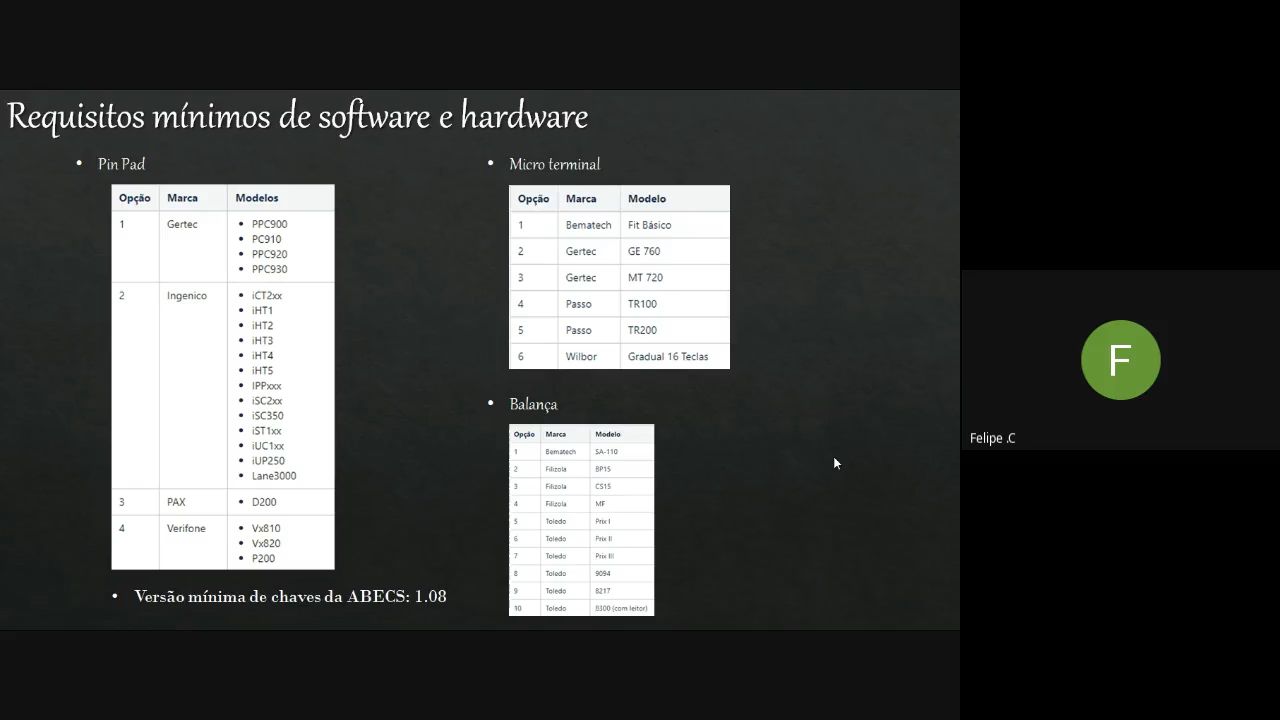 Requisitos mínimos de software e hardware
• Pin Pad
Opção Marca Modelos
1 Gertec • PPC900
• PC910
• PPC920
• PPC930
2 Ingenico • iCT2xx
• iHT1
• iHT2
• iHT3
• iHT4
• iHT5
• IPPxxx
• iSC2xx
• iSC350
• iST1xx
• iUC1xx
• iUP250
• Lane3000
3 PAX • D200
4 Verifone • Vx810
• Vx820
• P200
• Versão mínima de chaves da ABECS: 1.08
• Micro terminal
Opção Marca Modelo
1 Bematech Fit Básico
2 Gertec GE 760
3 Gertec MT 720
4 Passo TR100
5 Passo TR200
6 Wilbor Gradual 16 Teclas
• Balança
Opção Marca Modelo
1 Bematech SA-110
2 Filizola BP15
3 Filizola CS15
4 Filizola MF
5 Toledo Prix I
6 Toledo Prix II
7 Toledo Prix III
8 Toledo 9094
9 Toledo 8217
10 Toledo 8300 (com leitor)
F
Felipe .C